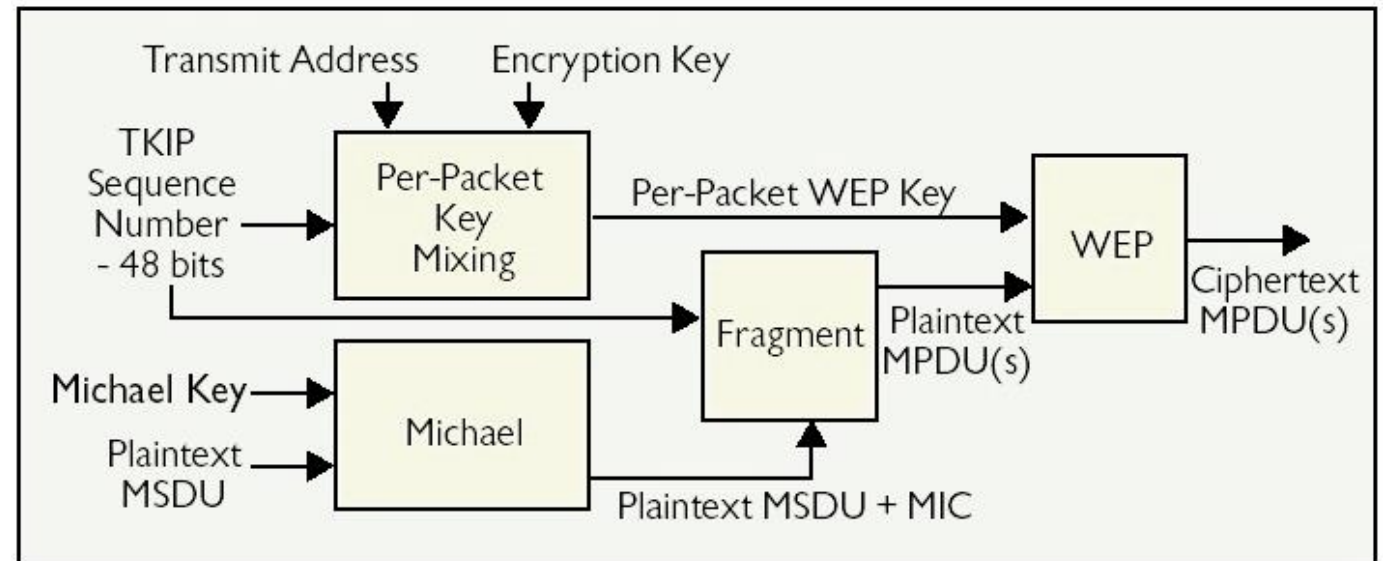 Transmit Address
Encryption Key
TKIP
Sequence
Number
- 48 bits
Per-Packet
Key
Mixing
Per-Packet WEP Key
WEP
Ciphertext
MPDU(s)
Fragment
Plaintext
MPDU(s)
Michael Key
Plaintext
MSDU
Michael
Plaintext MSDU + MIC